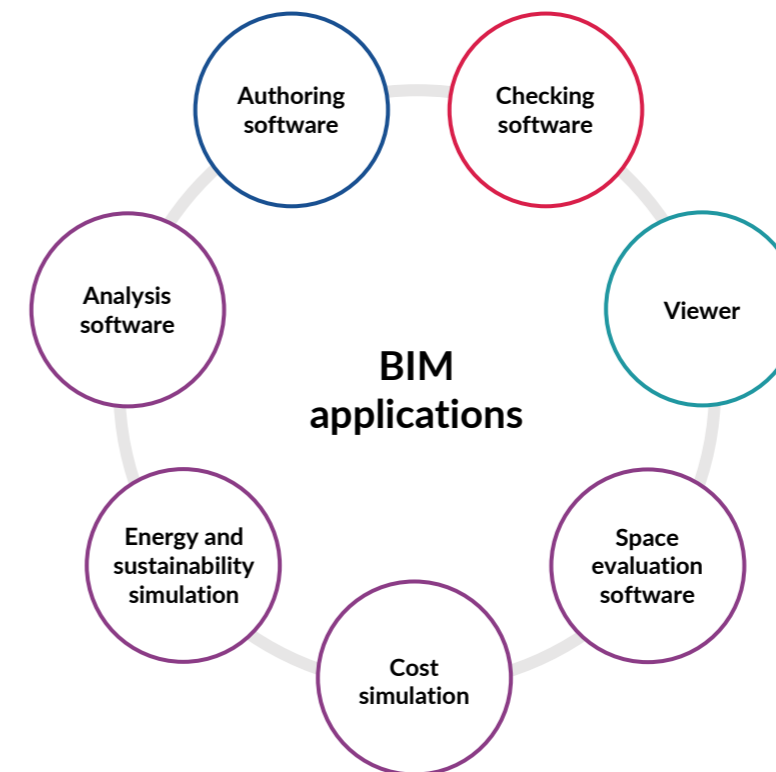 Authoring
software
Checking
software
Analysis
software
Viewer
BIM
applications
Energy and
sustainability
simulation
Space
evaluation
software
Cost
simulation